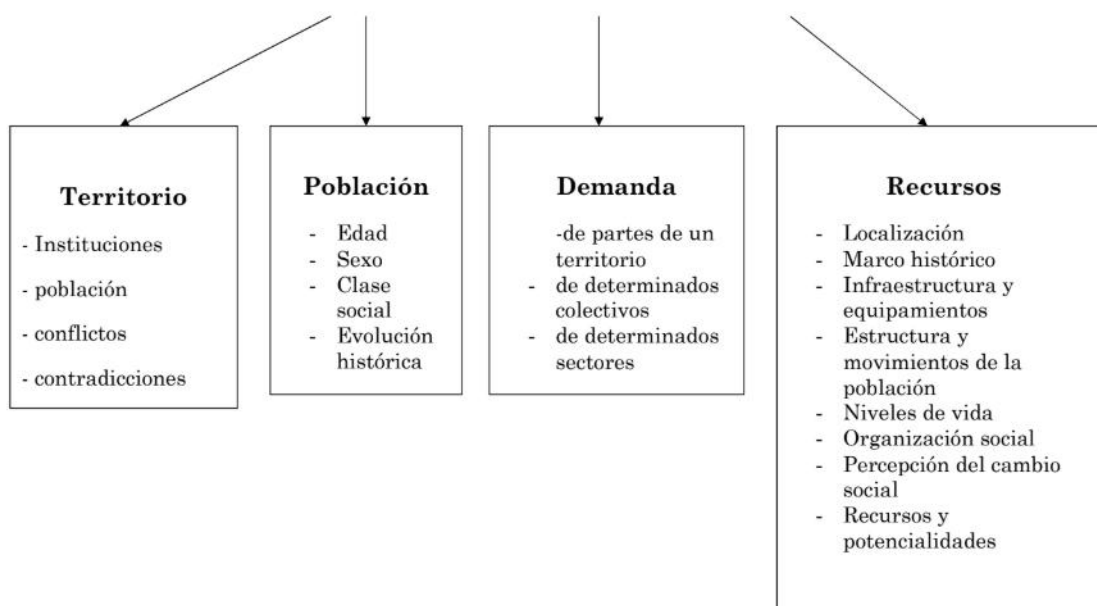 Territorio
- Instituciones
- población
- conflictos
- contradicciones
Población
- Edad
- Sexo
- Clase
social
- Evolución
histórica
Demanda
-de partes de un
territorio
- de determinados
colectivos
- de determinados
sectores
Recursos
- Localización
- Marco histórico
- Infraestructura y
equipamientos
- Estructura y
movimientos de la
población
- Niveles de vida
- Organización social
- Percepción del cambio
social
- Recursos y
potencialidades